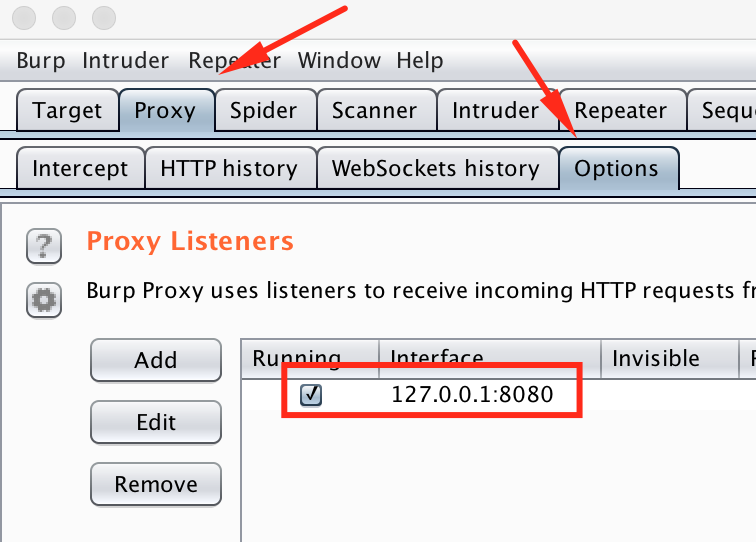 Burp Intruder Repeater Window Help
Target Proxy Spider Scanner Intruder Repeater Seque
Intercept HTTP history WebSockets history Options
? Proxy Listeners
Burp Proxy uses listeners to receive incoming HTTP requests fr
Add Running Interface Invisible
127.0.0.1:8080
Edit
Remove